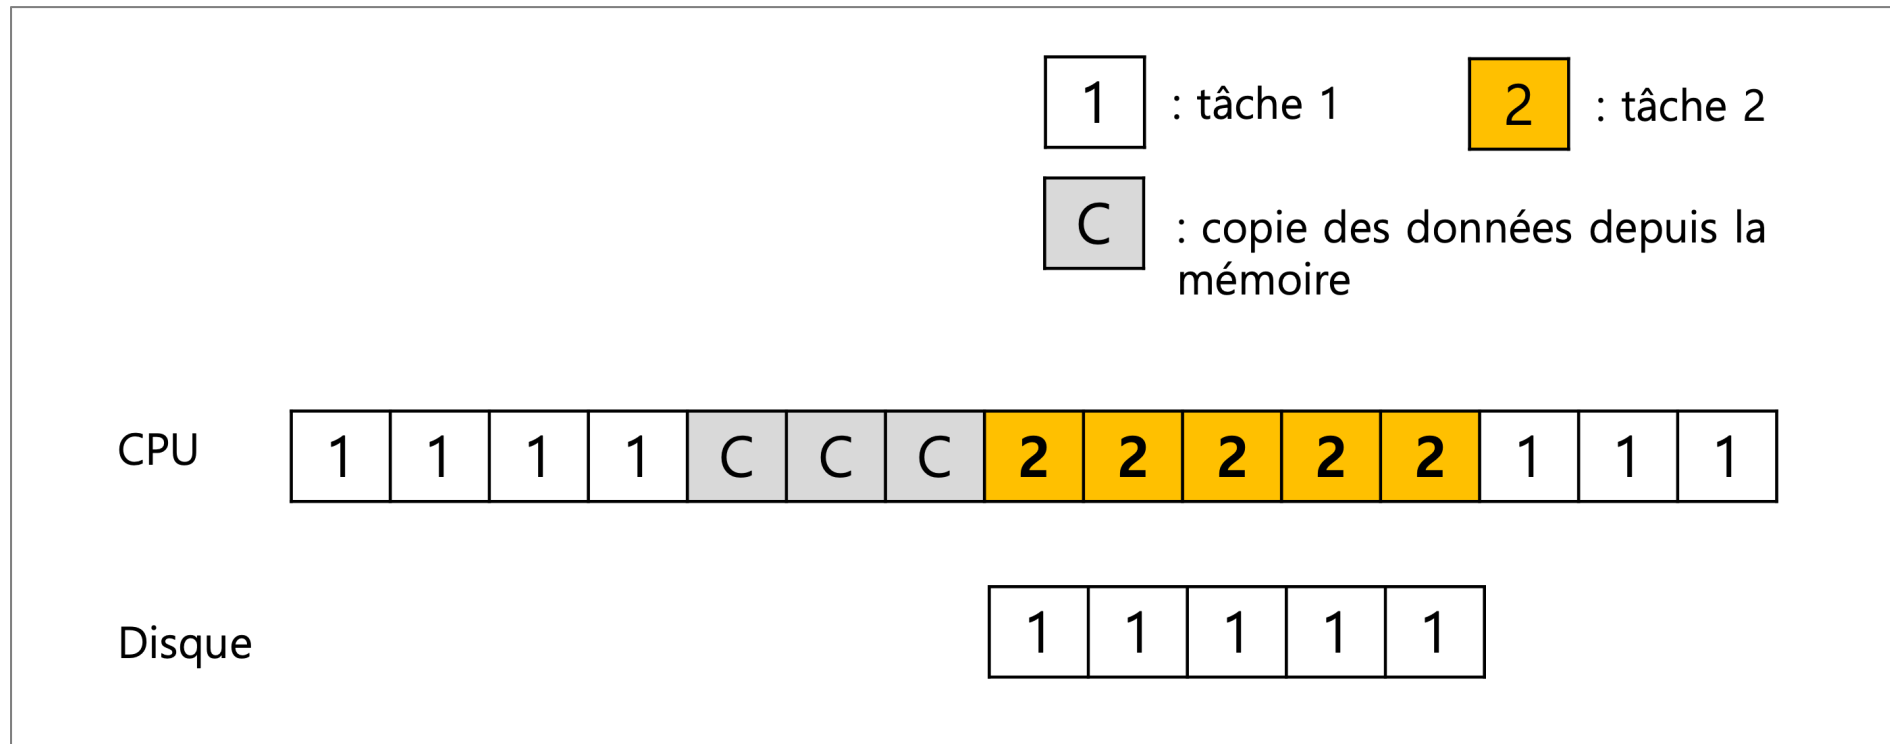 1 : tâche 1 2 : tâche 2
C : copie des données depuis la
mémoire
CPU 1 1 1 1 C C C 2 2 2 2 2 1 1 1
Disque 1 1 1 1 1